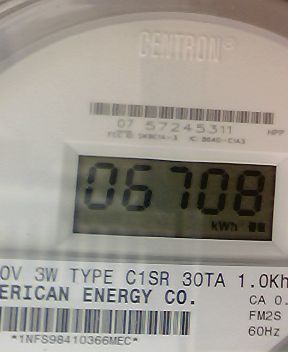 CENTRON®
07 57245311
HPP
06708
kWh
0V 3W TYPE C1SR 30TA 1.0Kh
ERICAN ENERGY CO.
CA 0.
FM2S
60Hz
*1NFS98410366MEC*